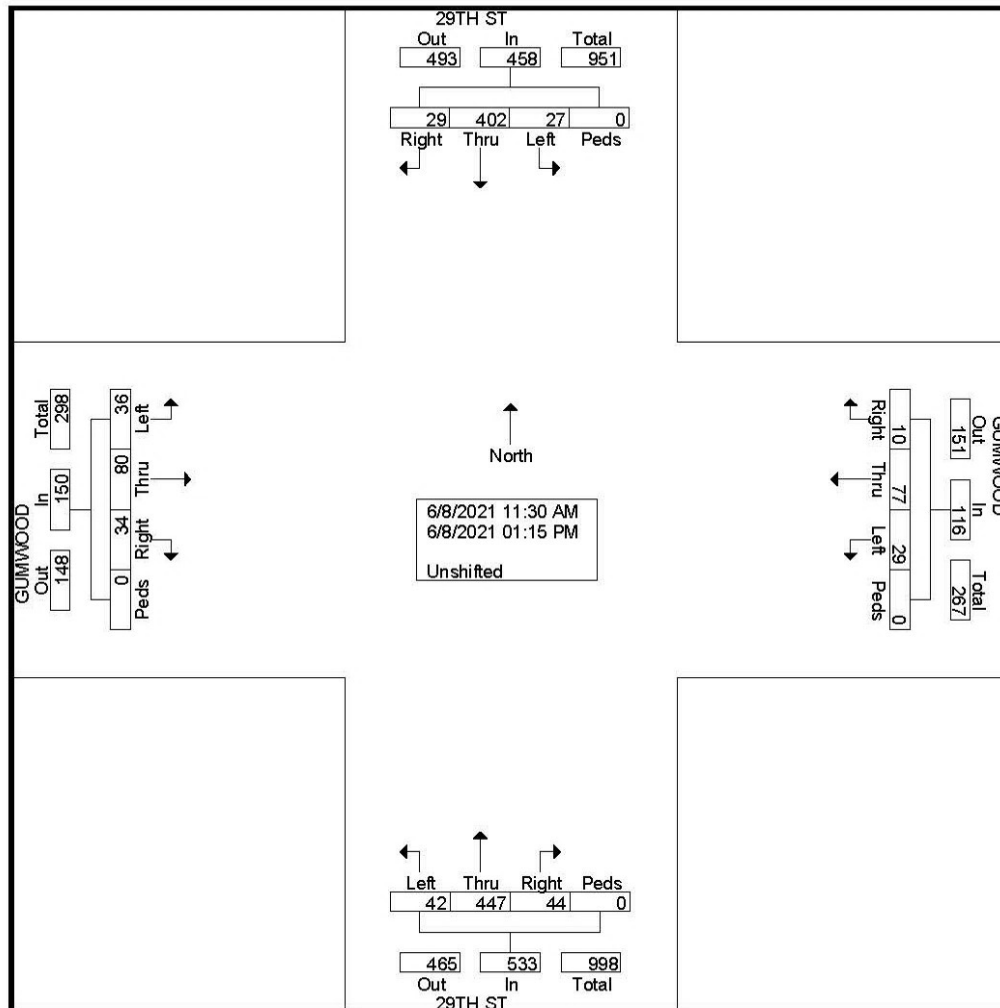 29TH ST
Out In Total
493 458 951
29 402 27 0
Right Thru Left Peds
GUMWOOD
Total In Out
298 150 148
36 80 34 0
Left Thru Right Peds
North
6/8/2021 11:30 AM
6/8/2021 01:15 PM
Unshifted
GUMWOOD
Out In Total
151 116 267
10 77 29 0
Right Thru Left Peds
Left Thru Right Peds
42 447 44 0
465 533 998
Out In Total
29TH ST